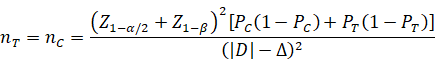 n_T = n_C = (Z_{1−α/2} + Z_{1−β})^2 [P_C(1 − P_C) + P_T(1 − P_T)] / (|D| − Δ)^2